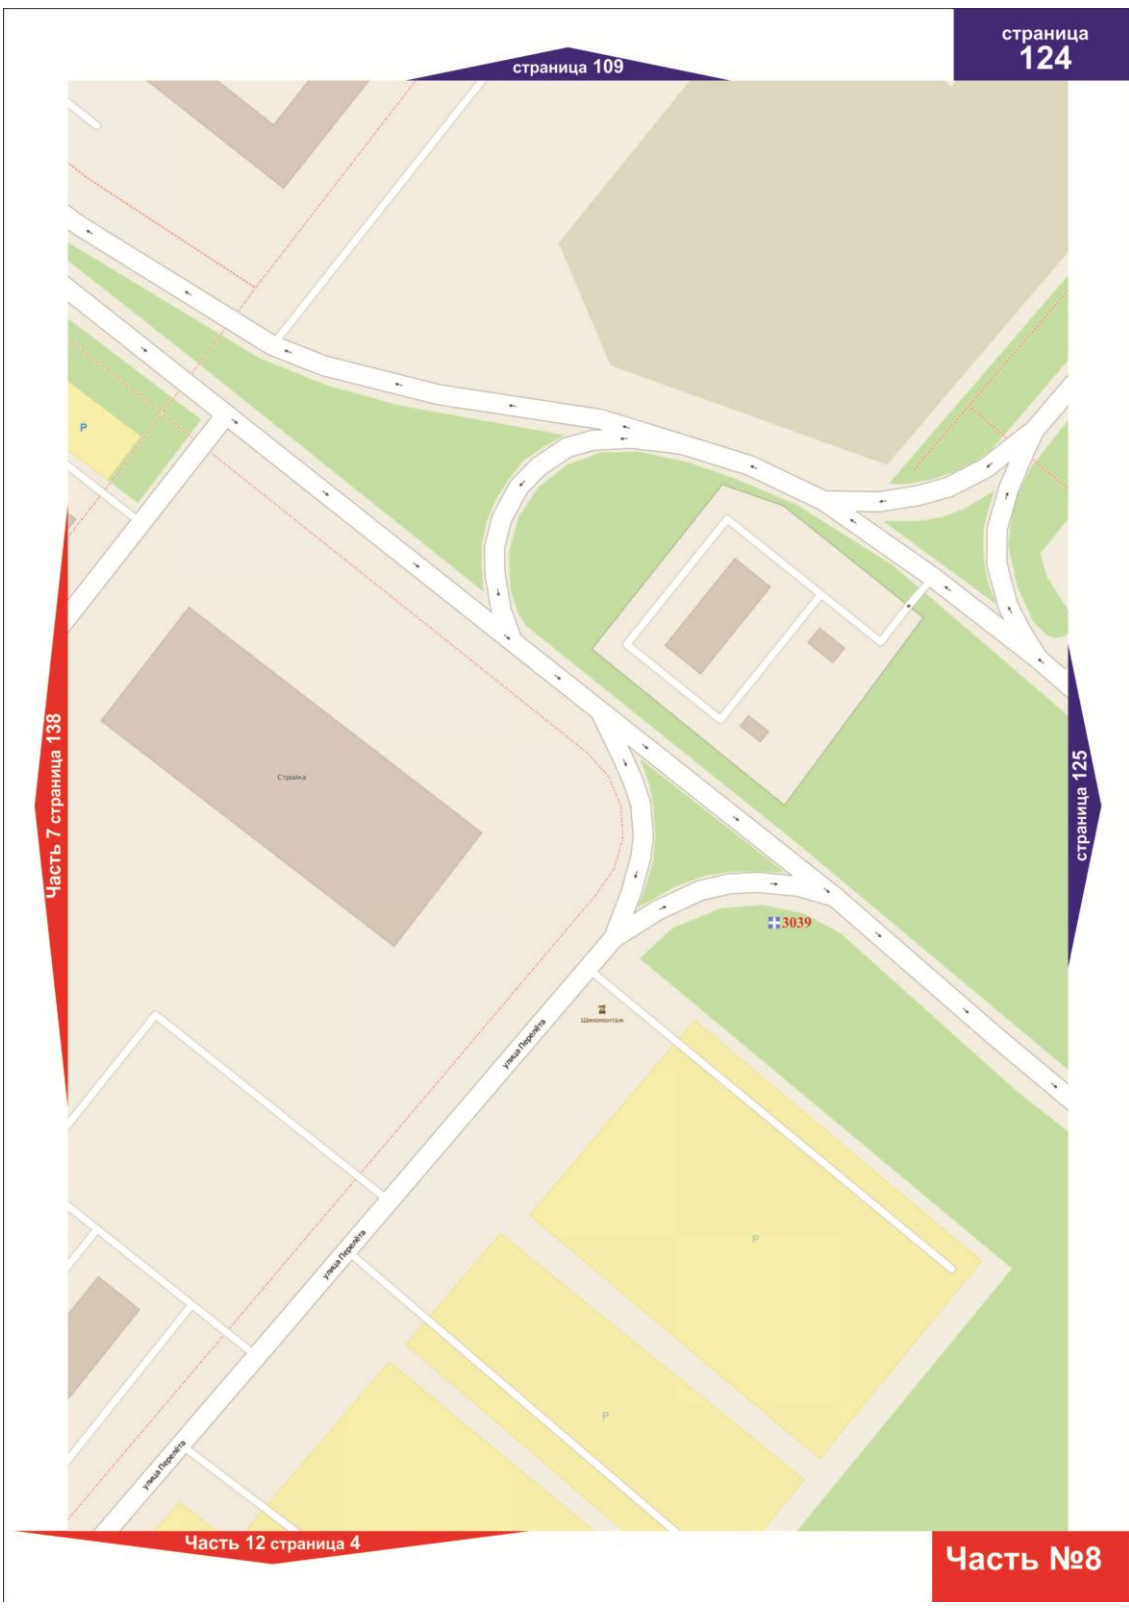 страница
124
страница 109
P
Часть 7 страница 138
Стройка
страница 125
3039
Шиномонтаж
улица Перелёта
P
улица Перелёта
P
улица Перелёта
Часть 12 страница 4
Часть №8